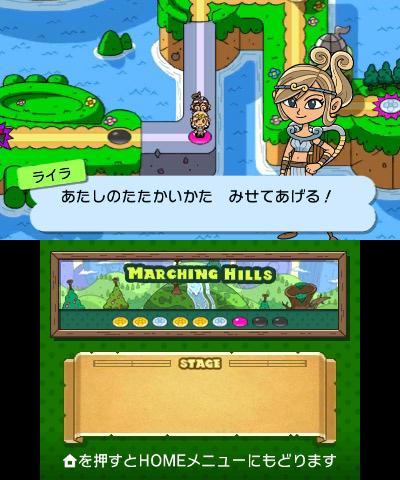 ライラ
あたしのたたかいかた　みせてあげる！
MARCHING HILLS
STAGE
を押すとHOMEメニューにもどります